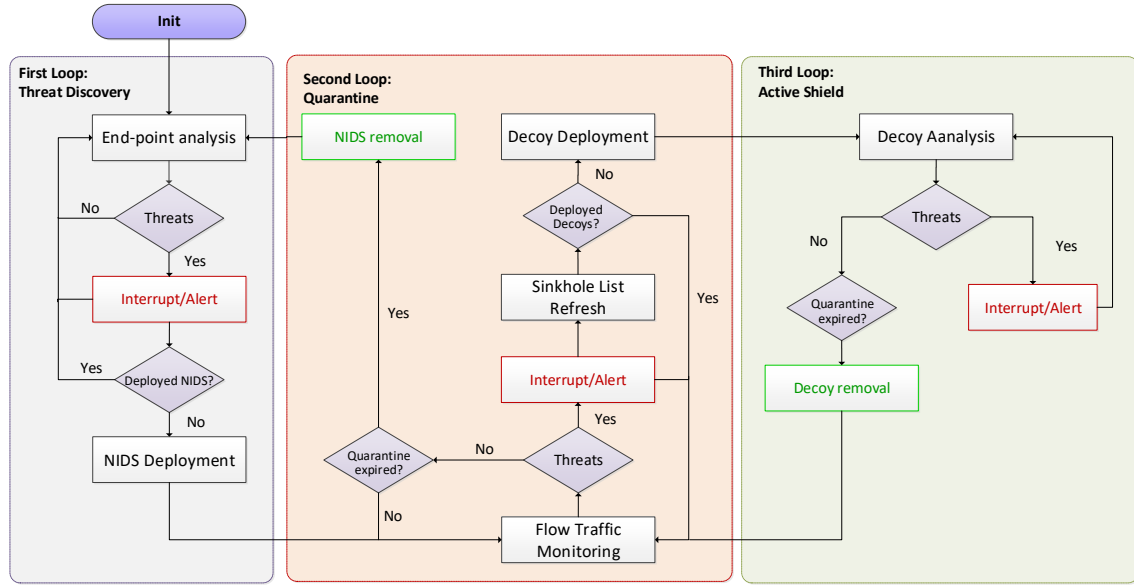 Init
First Loop:
Threat Discovery
End-point analysis
No
Threats
Yes
Interrupt/Alert
Yes
Deployed NIDS?
No
NIDS Deployment
Second Loop:
Quarantine
NIDS removal
Decoy Deployment
No
Deployed
Decoys?
Sinkhole List
Refresh
Yes
Yes
Interrupt/Alert
Yes
Quarantine
expired?
No
Threats
No
Flow Traffic
Monitoring
Third Loop:
Active Shield
Decoy Aanalysis
Threats
No
Yes
Quarantine
expired?
Interrupt/Alert
Decoy removal